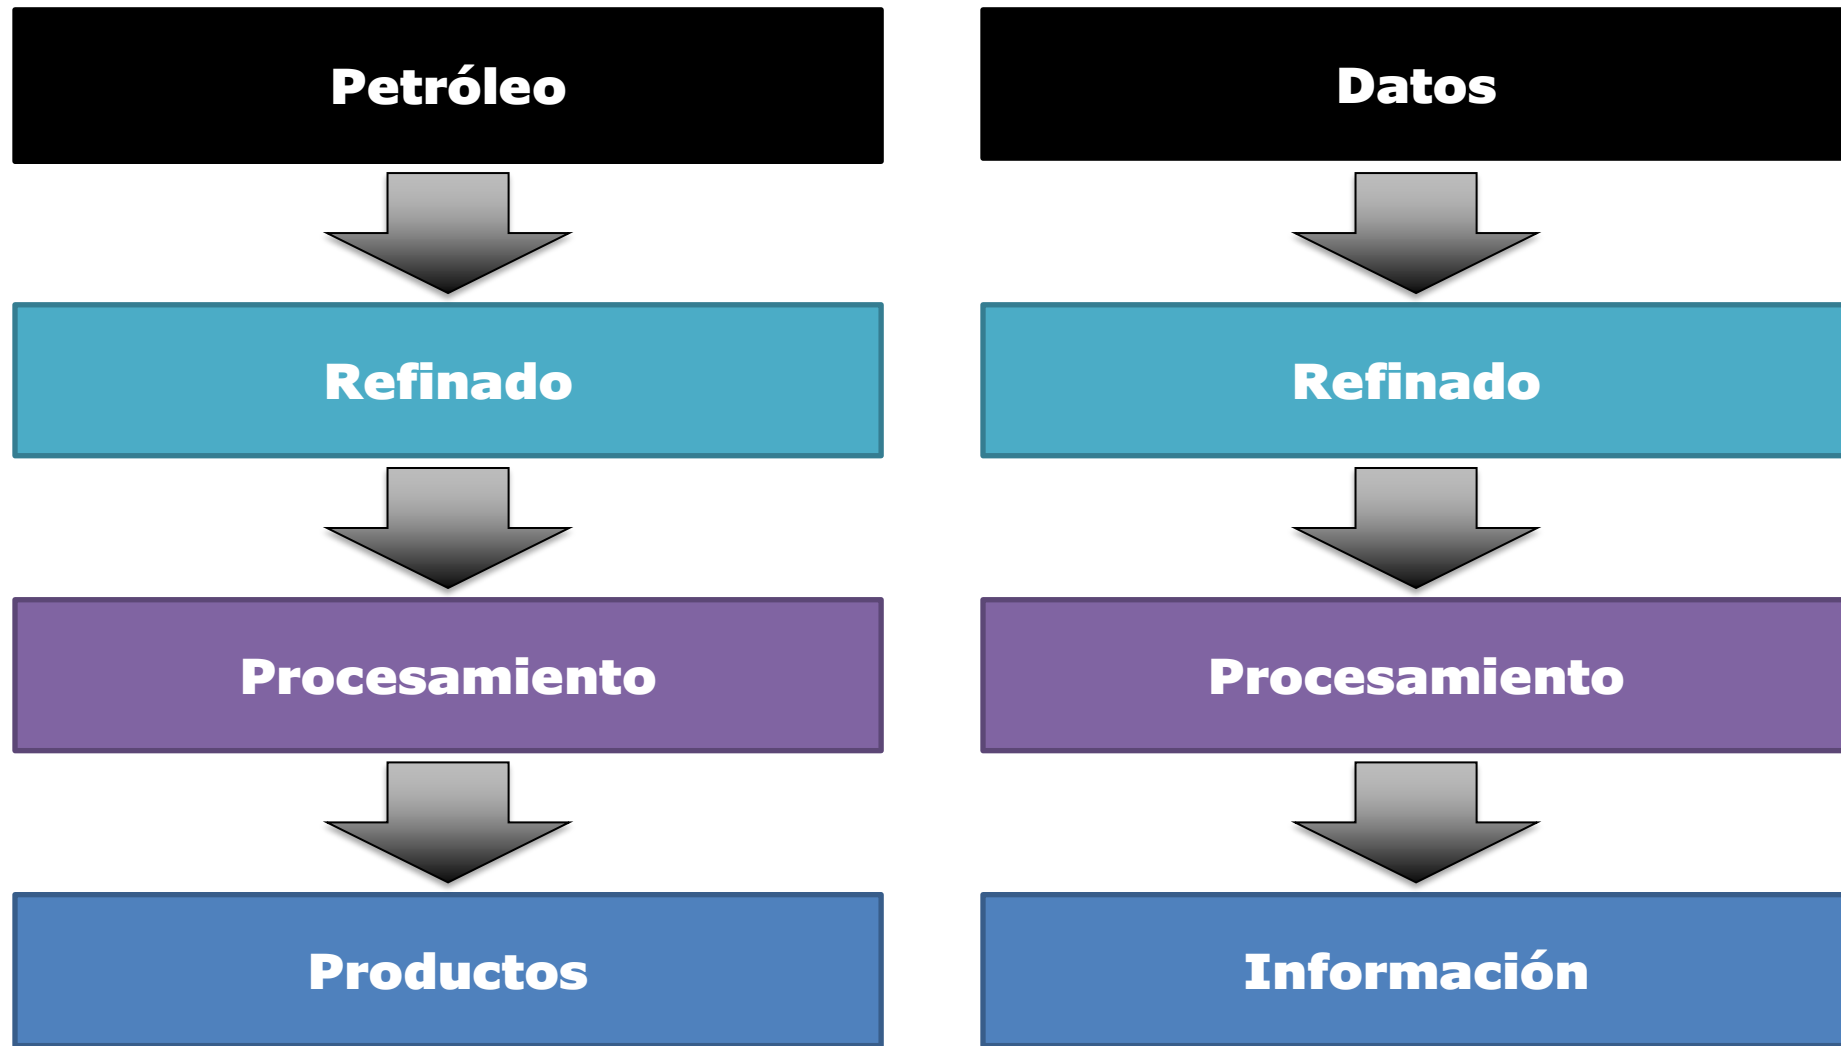 Petróleo
Datos
Refinado
Refinado
Procesamiento
Procesamiento
Productos
Información